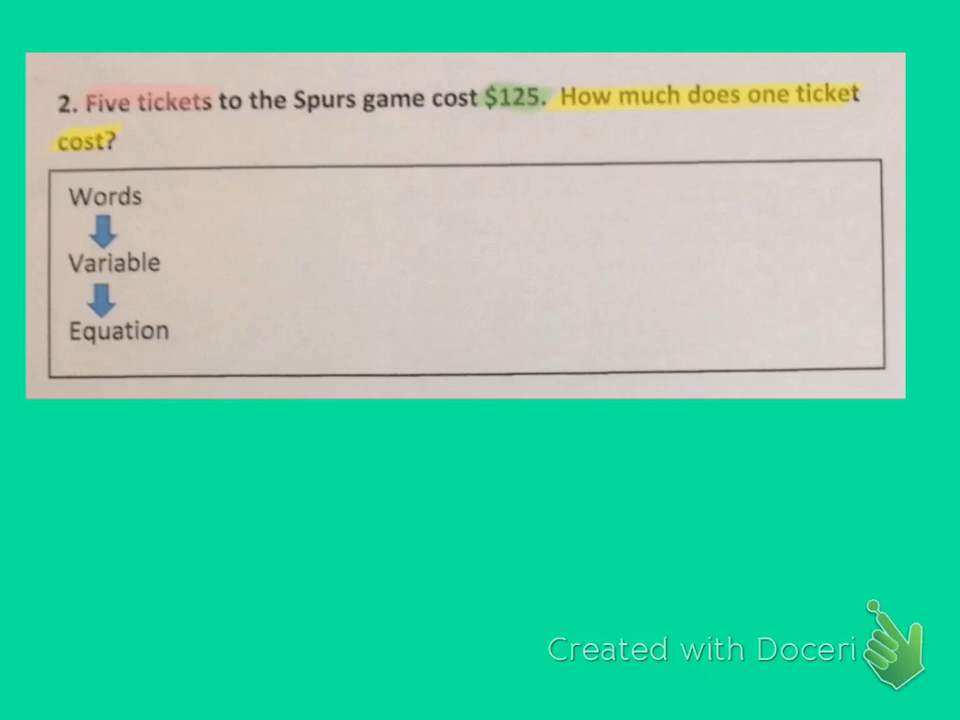 2. Five tickets to the Spurs game cost $125. How much does one ticket
cost?
Words
Variable
Equation
Created with Doceri